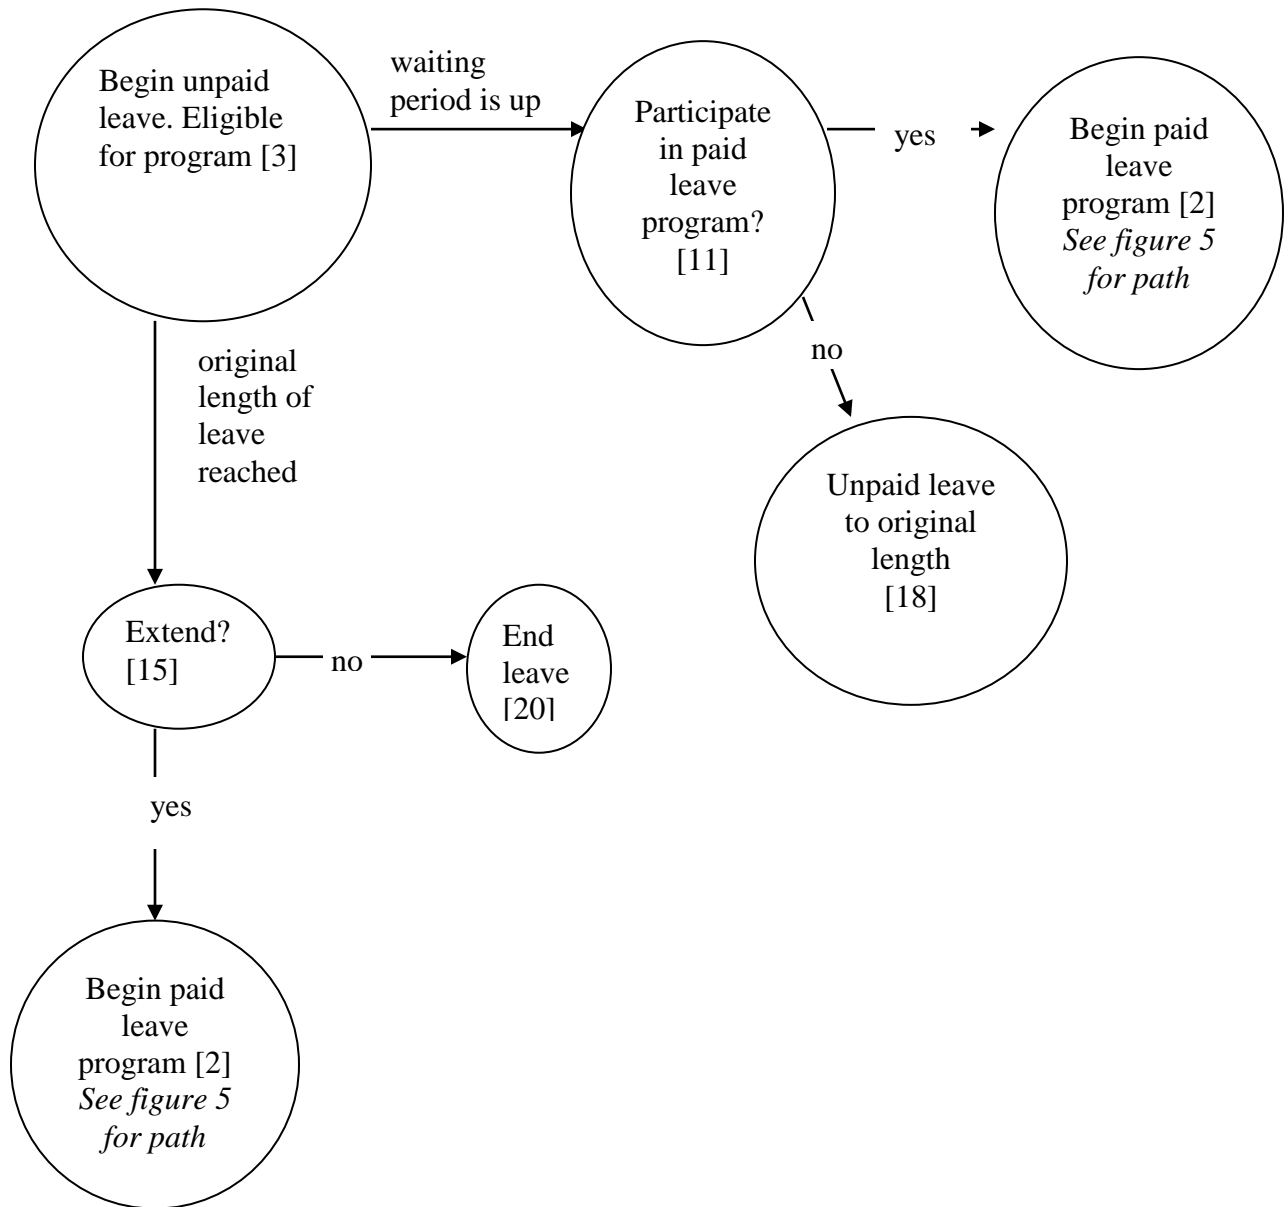 Begin unpaid
leave. Eligible
for program [3]
waiting
period is up
Participate
in paid
leave
program?
[11]
yes
Begin paid
leave
program [2]
See figure 5
for path
no
Unpaid leave
to original
length
[18]
original
length of
leave
reached
Extend?
[15]
no
End
leave
[20]
yes
Begin paid
leave
program [2]
See figure 5
for path